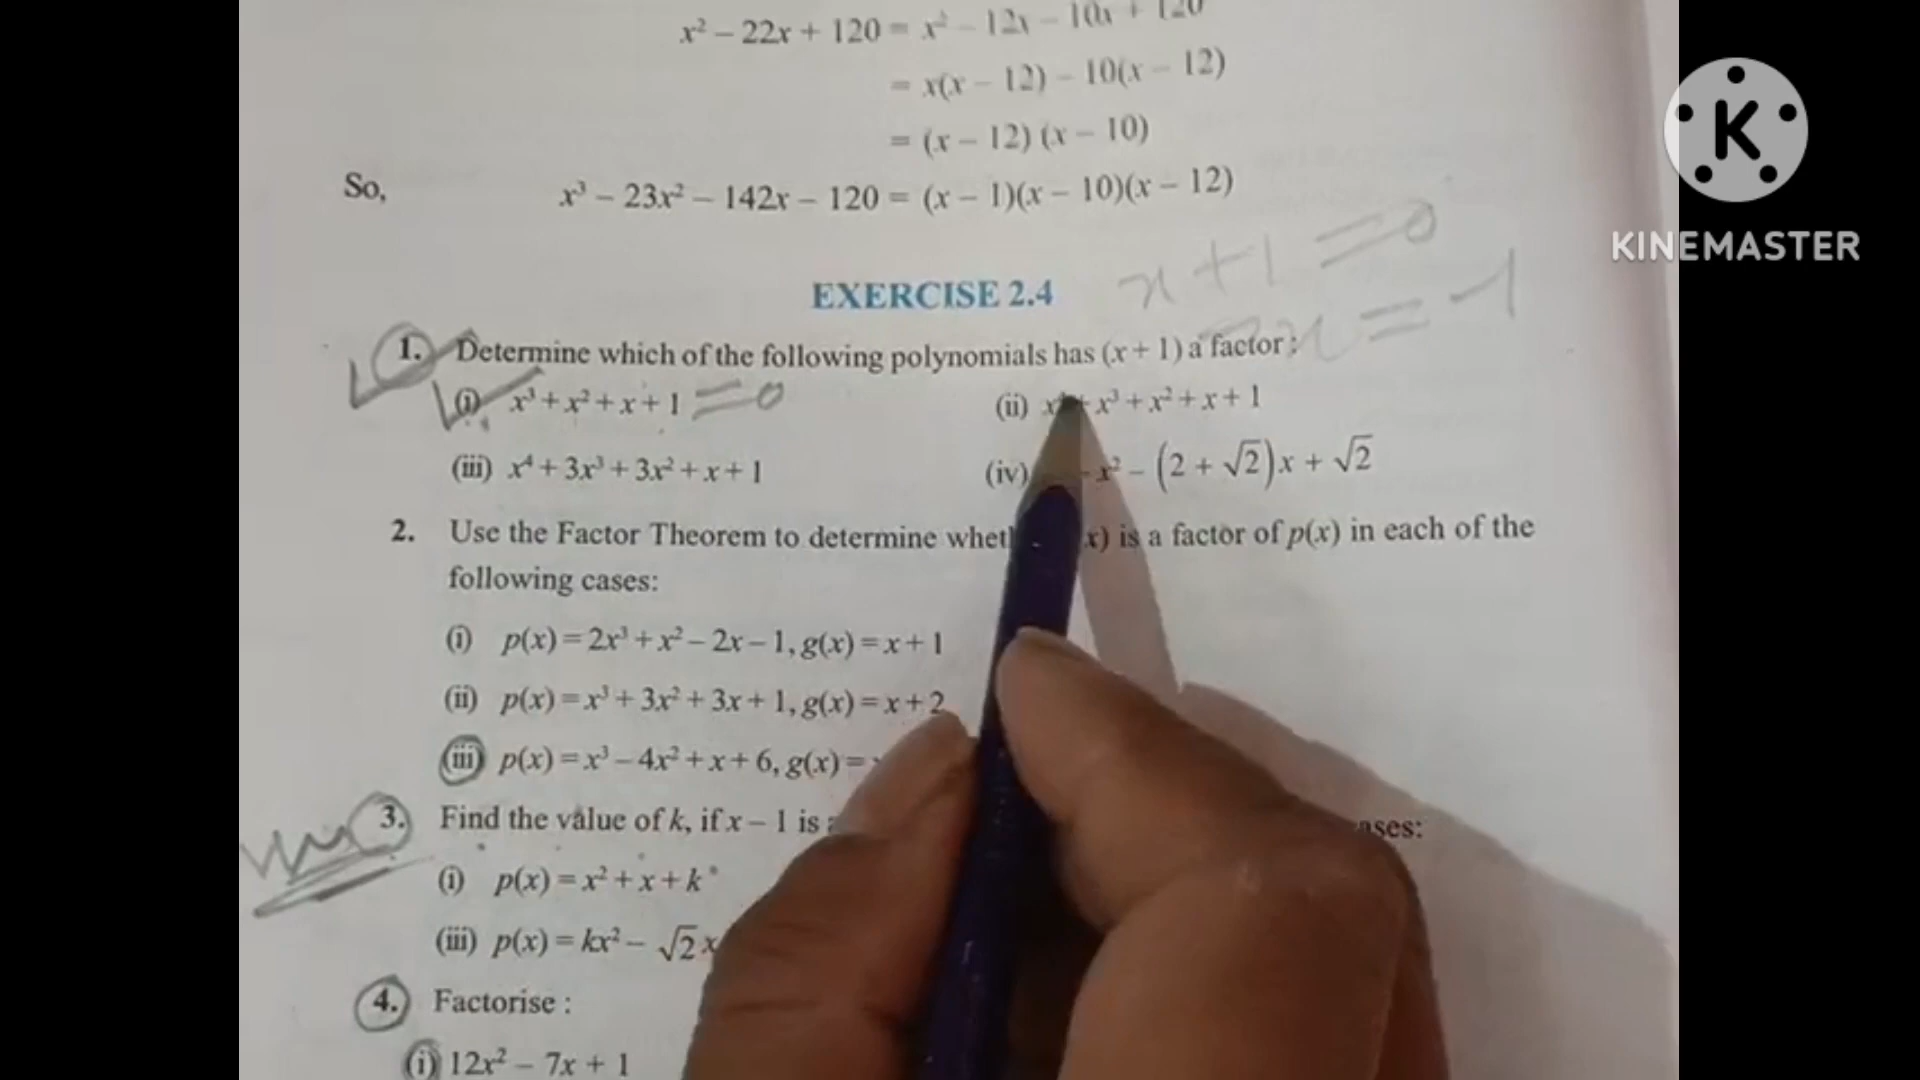 x² – 22x + 120 = x² – 12x – 10x + 120
= x(x – 12) – 10(x – 12)
= (x – 12) (x – 10)
So, x³ – 23x² – 142x – 120 = (x – 1)(x – 10)(x – 12)
KINEMASTER
x + 1 = 0
EXERCISE 2.4
x = -1
1. Determine which of the following polynomials has (x + 1) a factor :
(i) x³ + x² + x + 1 = 0 (ii) x⁴ + x³ + x² + x + 1
(iii) x⁴ + 3x³ + 3x² + x + 1 (iv) – x² – (2 + √2)x + √2
2. Use the Factor Theorem to determine whet x) is a factor of p(x) in each of the
following cases:
(i) p(x) = 2x³ + x² – 2x – 1, g(x) = x + 1
(ii) p(x) = x³ + 3x² + 3x + 1, g(x) = x + 2
(iii) p(x) = x³ – 4x² + x + 6, g(x) =
3. Find the value of k, if x – 1 is ases:
(i) p(x) = x² + x + k
(iii) p(x) = kx² – √2x
4. Factorise :
(i) 12x² – 7x + 1